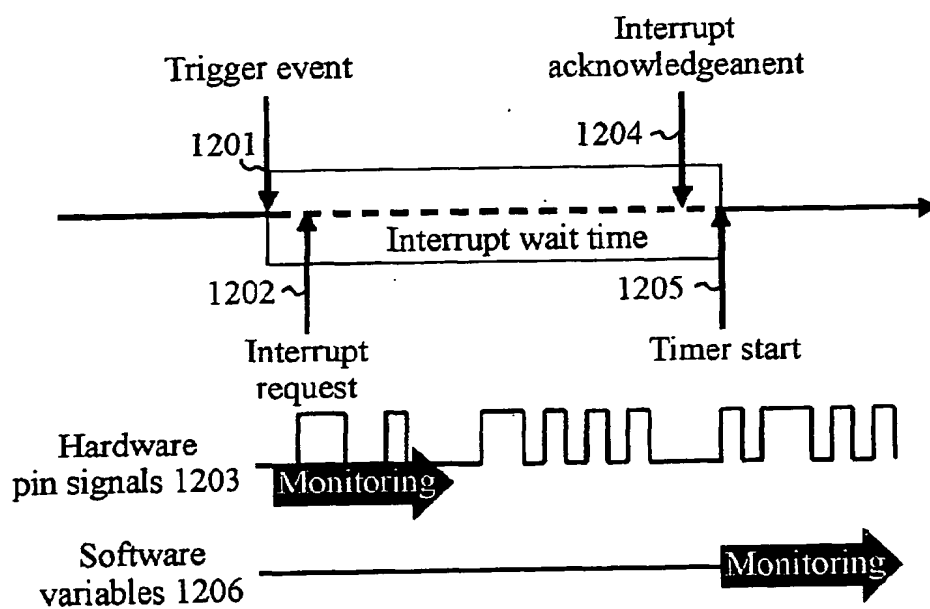 Interrupt
acknowledgeanent
Trigger event
1201
1204
Interrupt wait time
1202
1205
Interrupt
request
Timer start
Hardware
pin signals 1203
Monitoring
Software
variables 1206
Monitoring